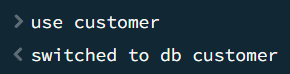 > use customer
< switched to db customer